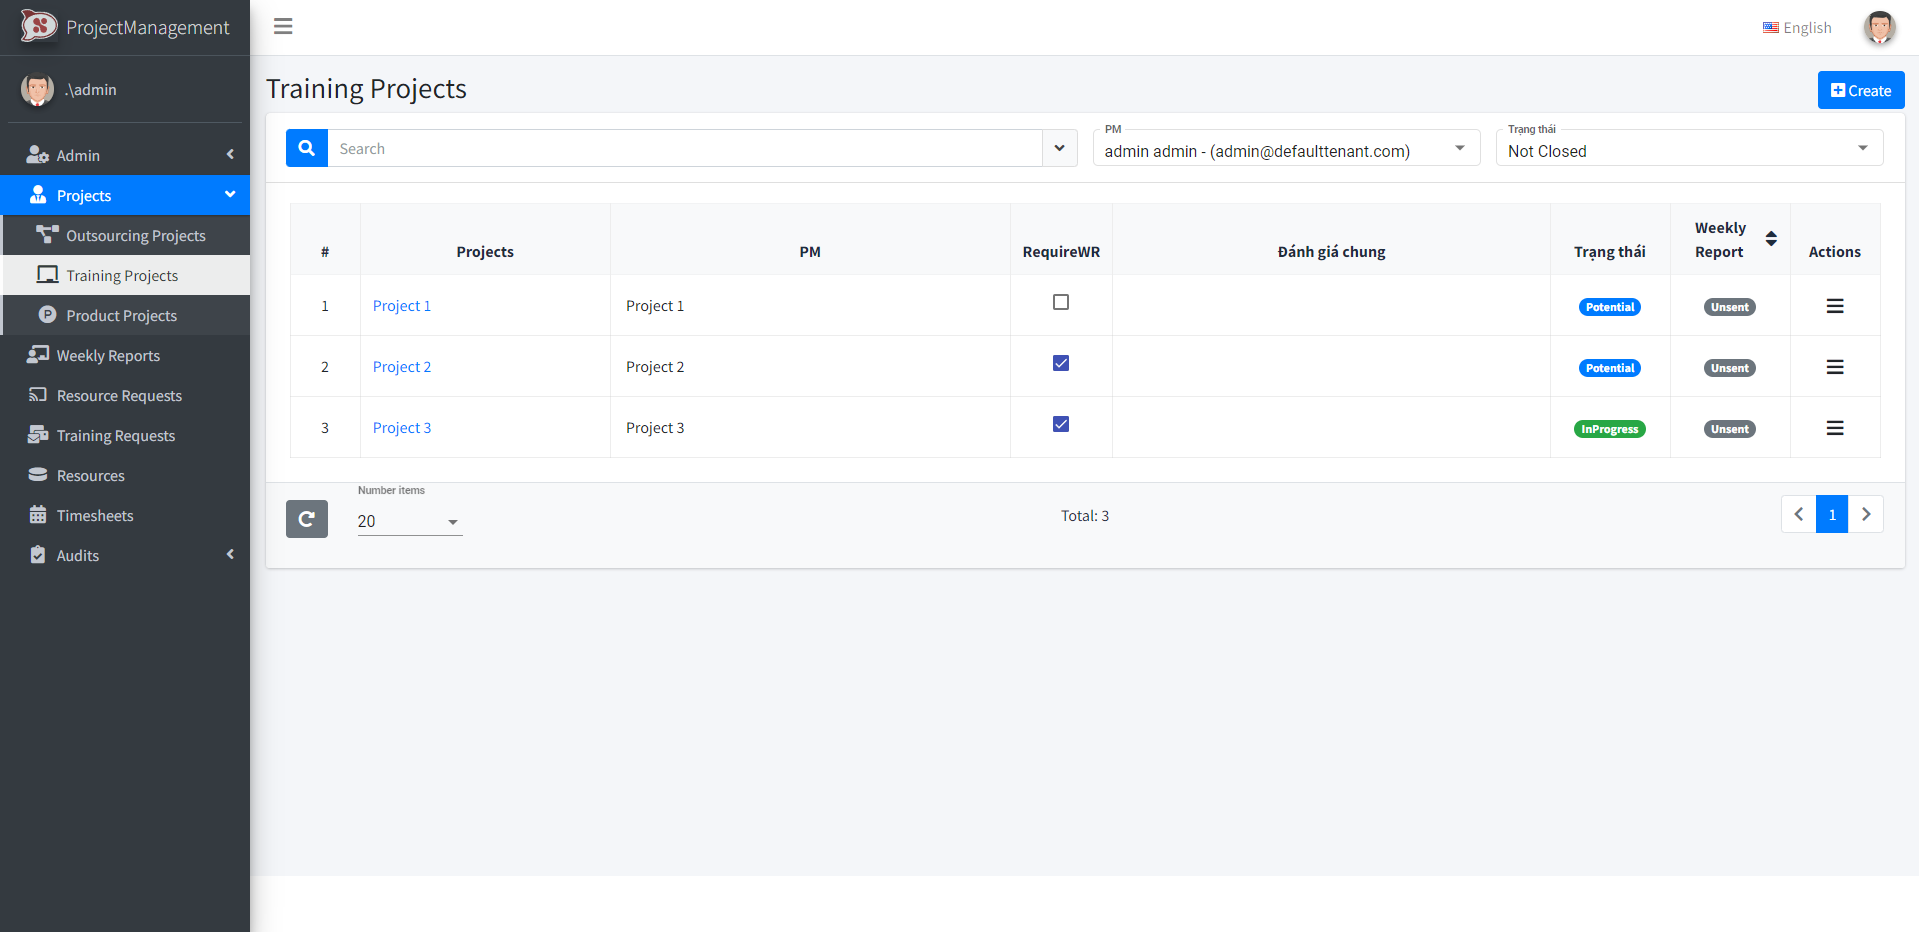 ProjectManagement
English
.\admin
Training Projects
Create
Admin
Projects
Outsourcing Projects
Training Projects
Product Projects
Weekly Reports
Resource Requests
Training Requests
Resources
Timesheets
Audits
Search
PM
admin admin - (admin@defaulttenant.com)
Trạng thái
Not Closed
# Projects PM RequireWR Đánh giá chung Trạng thái Weekly Report Actions
1 Project 1 Project 1 Potential Unsent
2 Project 2 Project 2 Potential Unsent
3 Project 3 Project 3 InProgress Unsent
Number items
20
Total: 3
1